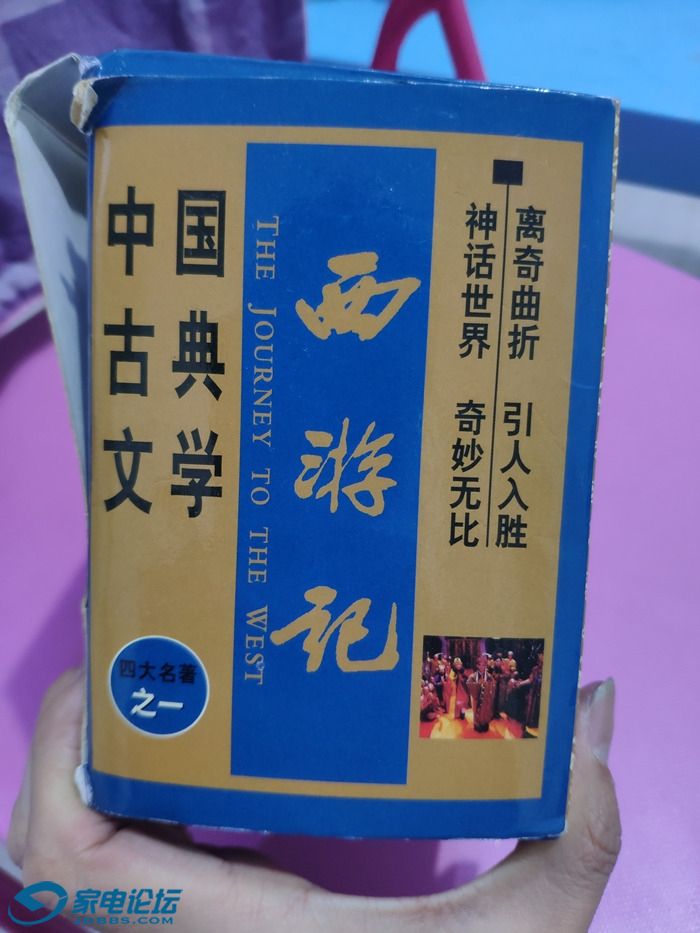 中国
古典
文学
THE JOURNEY TO THE WEST
西游记
离奇曲折 引人入胜
神话世界 奇妙无比
四大名著
之一
家电论坛
JDBBS.COM